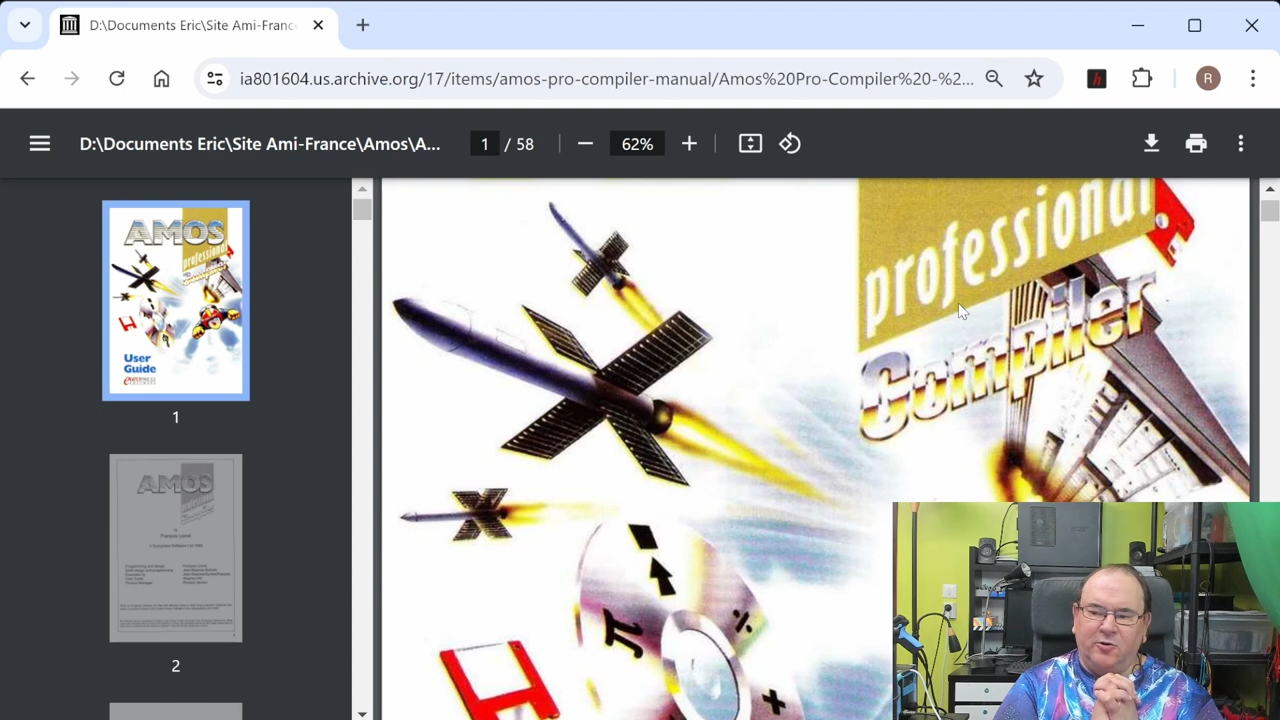 D:\Documents Eric\Site Ami-Franc
ia801604.us.archive.org/17/items/amos-pro-compiler-manual/Amos%20Pro-Compiler%20-%2...
R
D:\Documents Eric\Site Ami-France\Amos\A...
1 / 58
62%
AMOS
professional
User
Guide
1
AMOS
2
professional
Compiler
π
÷
+